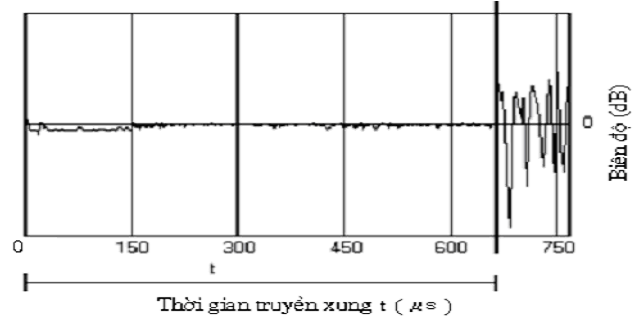 0
Biên độ (dB)
0 150 300 450 600 750
t
Thời gian truyền xung t ( μs )